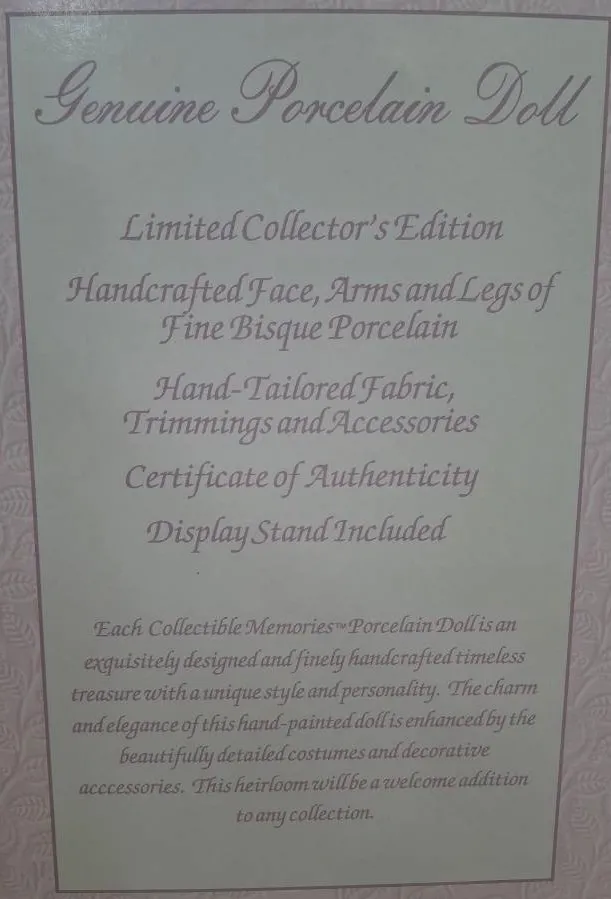 Genuine Porcelain Doll
Limited Collector's Edition
Handcrafted Face, Arms and Legs of
Fine Bisque Porcelain
Hand-Tailored Fabric,
Trimmings and Accessories
Certificate of Authenticity
Display Stand Included
Each Collectible Memories™ Porcelain Doll is an
exquisitely designed and finely handcrafted timeless
treasure with a unique style and personality. The charm
and elegance of this hand-painted doll is enhanced by the
beautifully detailed costumes and decorative
acccessories. This heirloom will be a welcome addition
to any collection.